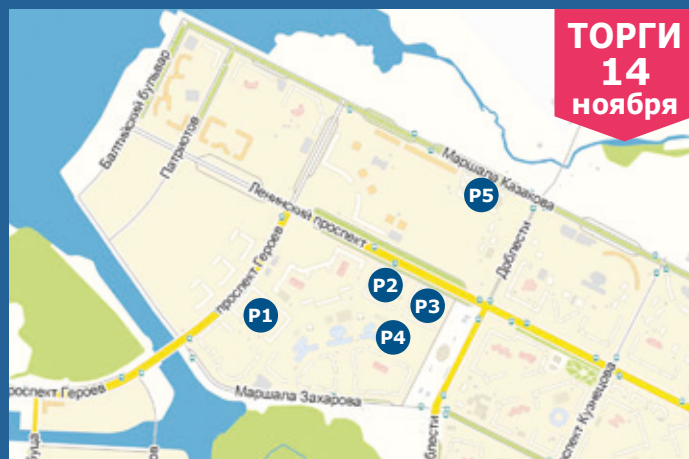 ТОРГИ
14
ноября
Балтийский бульвар
Патриотов
Маршала Казакова
P5
Ленинский проспект
Доблести
проспект Героев
P2
P3
P1
P4
Маршала Захарова
проспект Героев
проспект Кузнецова
Доблести